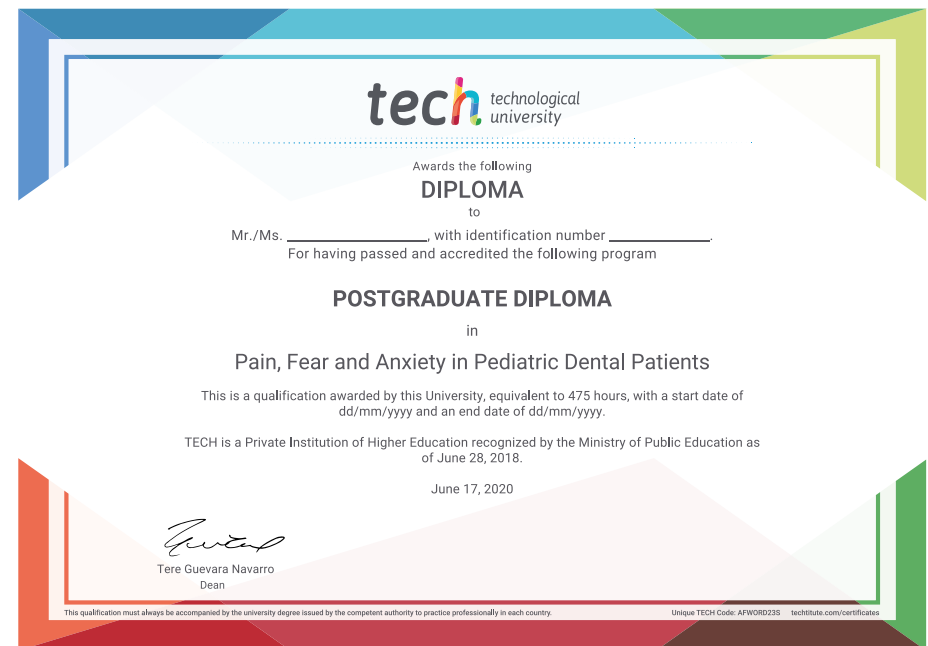 tech technological
university
Awards the following
DIPLOMA
to
Mr./Ms. ____________________, with identification number ______________.
For having passed and accredited the following program
POSTGRADUATE DIPLOMA
in
Pain, Fear and Anxiety in Pediatric Dental Patients
This is a qualification awarded by this University, equivalent to 475 hours, with a start date of
dd/mm/yyyy and an end date of dd/mm/yyyy.
TECH is a Private Institution of Higher Education recognized by the Ministry of Public Education as
of June 28, 2018.
June 17, 2020
Tere Guevara Navarro
Dean
This qualification must always be accompanied by the university degree issued by the competent authority to practice professionally in each country.
Unique TECH Code: AFWORD23S techtitute.com/certificates